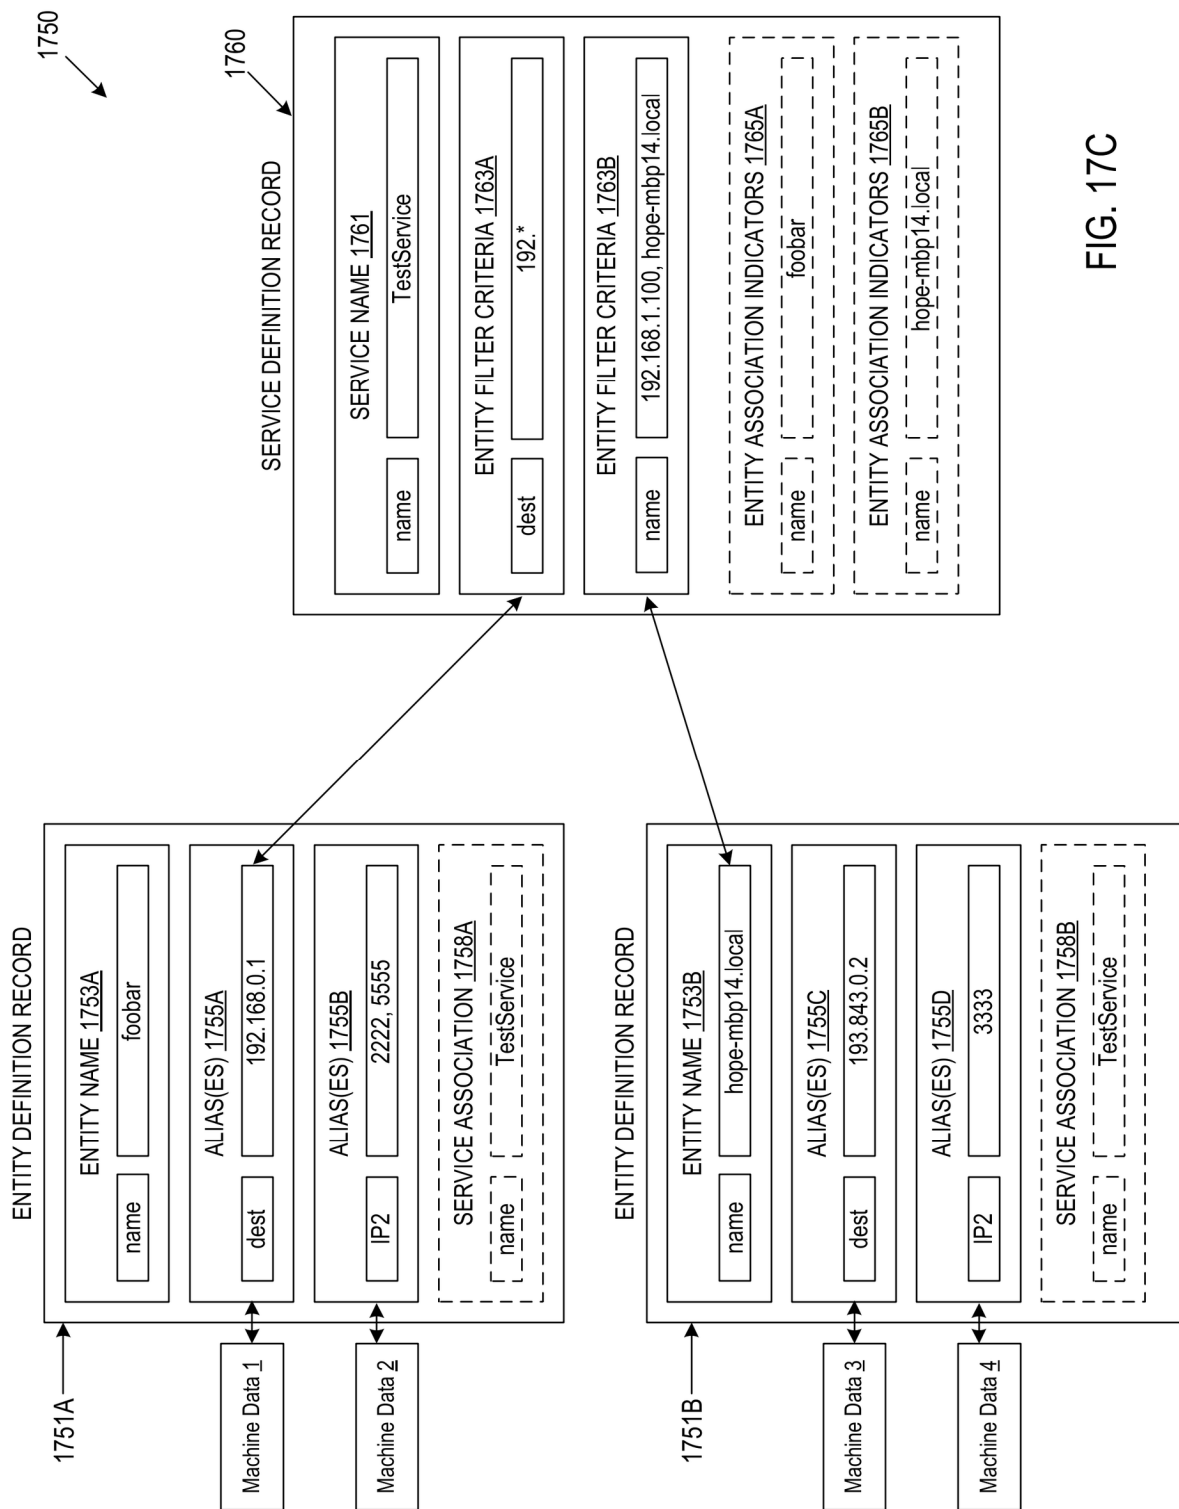 1750
ENTITY DEFINITION RECORD
1751A
ENTITY NAME 1753A
name
foobar
ALIAS(ES) 1755A
dest
192.168.0.1
Machine Data 1
ALIAS(ES) 1755B
IP2
2222, 5555
Machine Data 2
SERVICE ASSOCIATION 1758A
name
TestService
ENTITY DEFINITION RECORD
1751B
ENTITY NAME 1753B
name
hope-mbp14.local
ALIAS(ES) 1755C
dest
193.843.0.2
Machine Data 3
ALIAS(ES) 1755D
IP2
3333
Machine Data 4
SERVICE ASSOCIATION 1758B
name
TestService
SERVICE DEFINITION RECORD
1760
SERVICE NAME 1761
name
TestService
ENTITY FILTER CRITERIA 1763A
dest
192.*
ENTITY FILTER CRITERIA 1763B
name
192.168.1.100, hope-mbp14.local
ENTITY ASSOCIATION INDICATORS 1765A
name
foobar
ENTITY ASSOCIATION INDICATORS 1765B
name
hope-mbp14.local
FIG. 17C